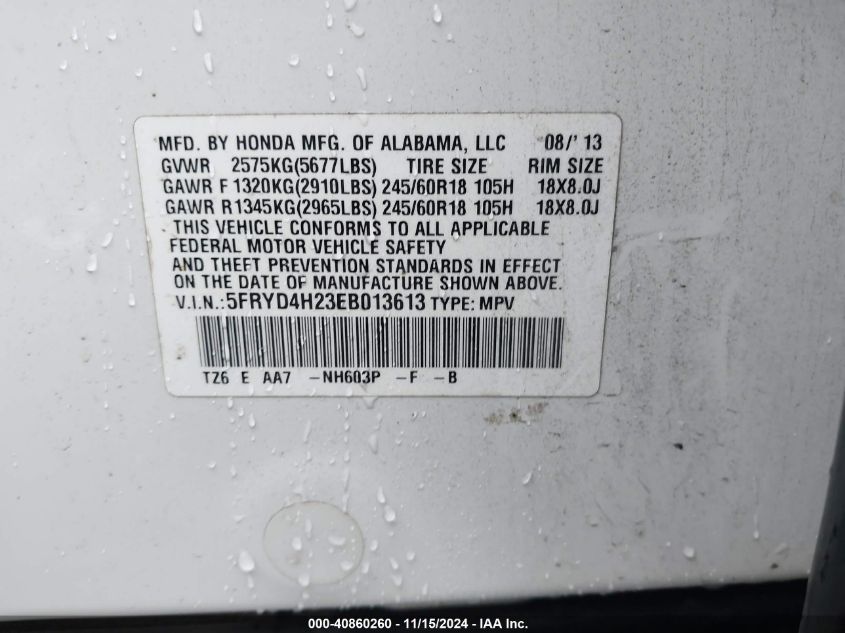 MFD. BY HONDA MFG. OF ALABAMA, LLC 08/' 13
GVWR 2575KG(5677LBS) TIRE SIZE RIM SIZE
GAWR F 1320KG(2910LBS) 245/60R18 105H 18X8.0J
GAWR R1345KG(2965LBS) 245/60R18 105H 18X8.0J
THIS VEHICLE CONFORMS TO ALL APPLICABLE
FEDERAL MOTOR VEHICLE SAFETY
AND THEFT PREVENTION STANDARDS IN EFFECT
ON THE DATE OF MANUFACTURE SHOWN ABOVE.
V.I.N.:5FRYD4H23EB013613 TYPE: MPV
TZ6 E AA7 -NH603P -F -B
000-40860260 - 11/15/2024 - IAA Inc.